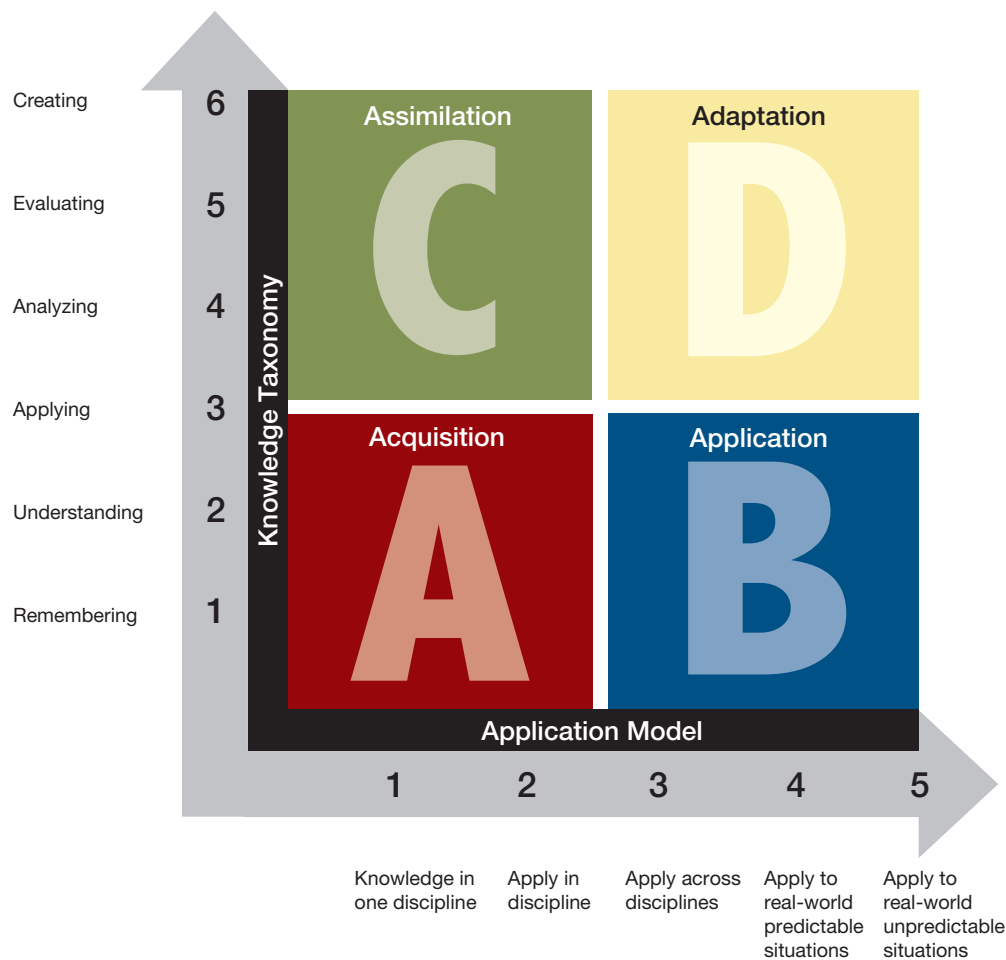 Creating
6
Assimilation
Adaptation
C
D
Evaluating
5
Analyzing
4
Knowledge Taxonomy
Applying
3
Acquisition
Application
A
B
Understanding
2
Remembering
1
Application Model
1
2
3
4
5
Knowledge in
one discipline
Apply in
discipline
Apply across
disciplines
Apply to
real-world
predictable
situations
Apply to
real-world
unpredictable
situations